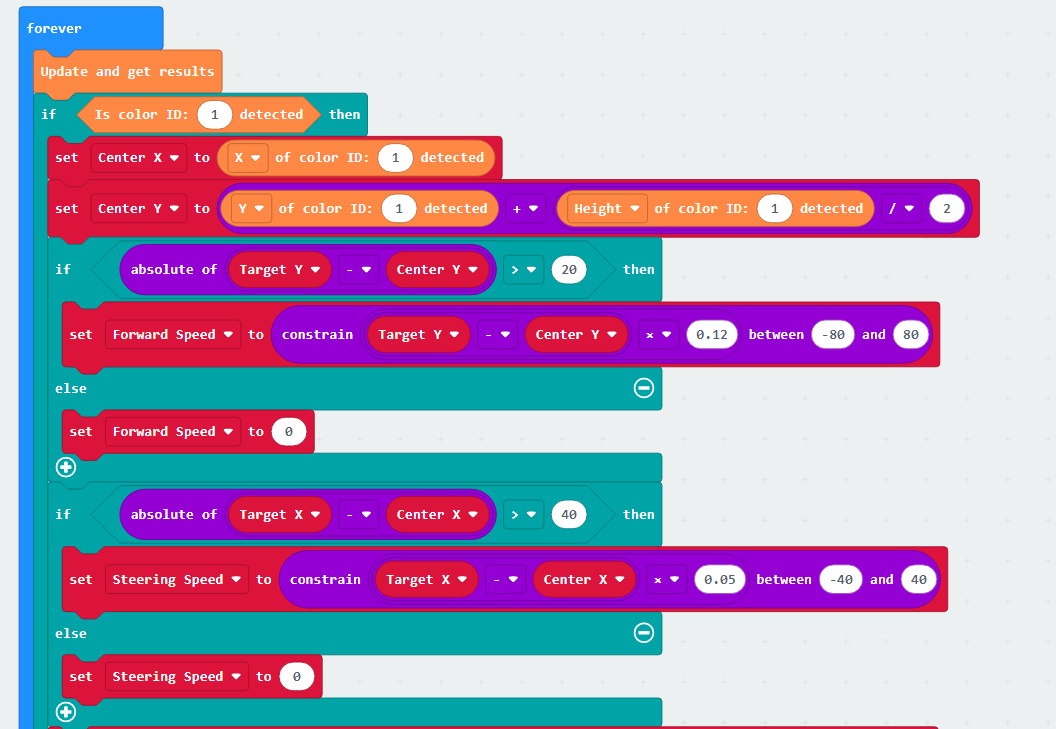 forever
Update and get results
if Is color ID: 1 detected then
set Center X to X of color ID: 1 detected
set Center Y to Y of color ID: 1 detected + Height of color ID: 1 detected / 2
if absolute of Target Y - Center Y > 20 then
set Forward Speed to constrain Target Y - Center Y × 0.12 between -80 and 80
else
set Forward Speed to 0
if absolute of Target X - Center X > 40 then
set Steering Speed to constrain Target X - Center X × 0.05 between -40 and 40
else
set Steering Speed to 0